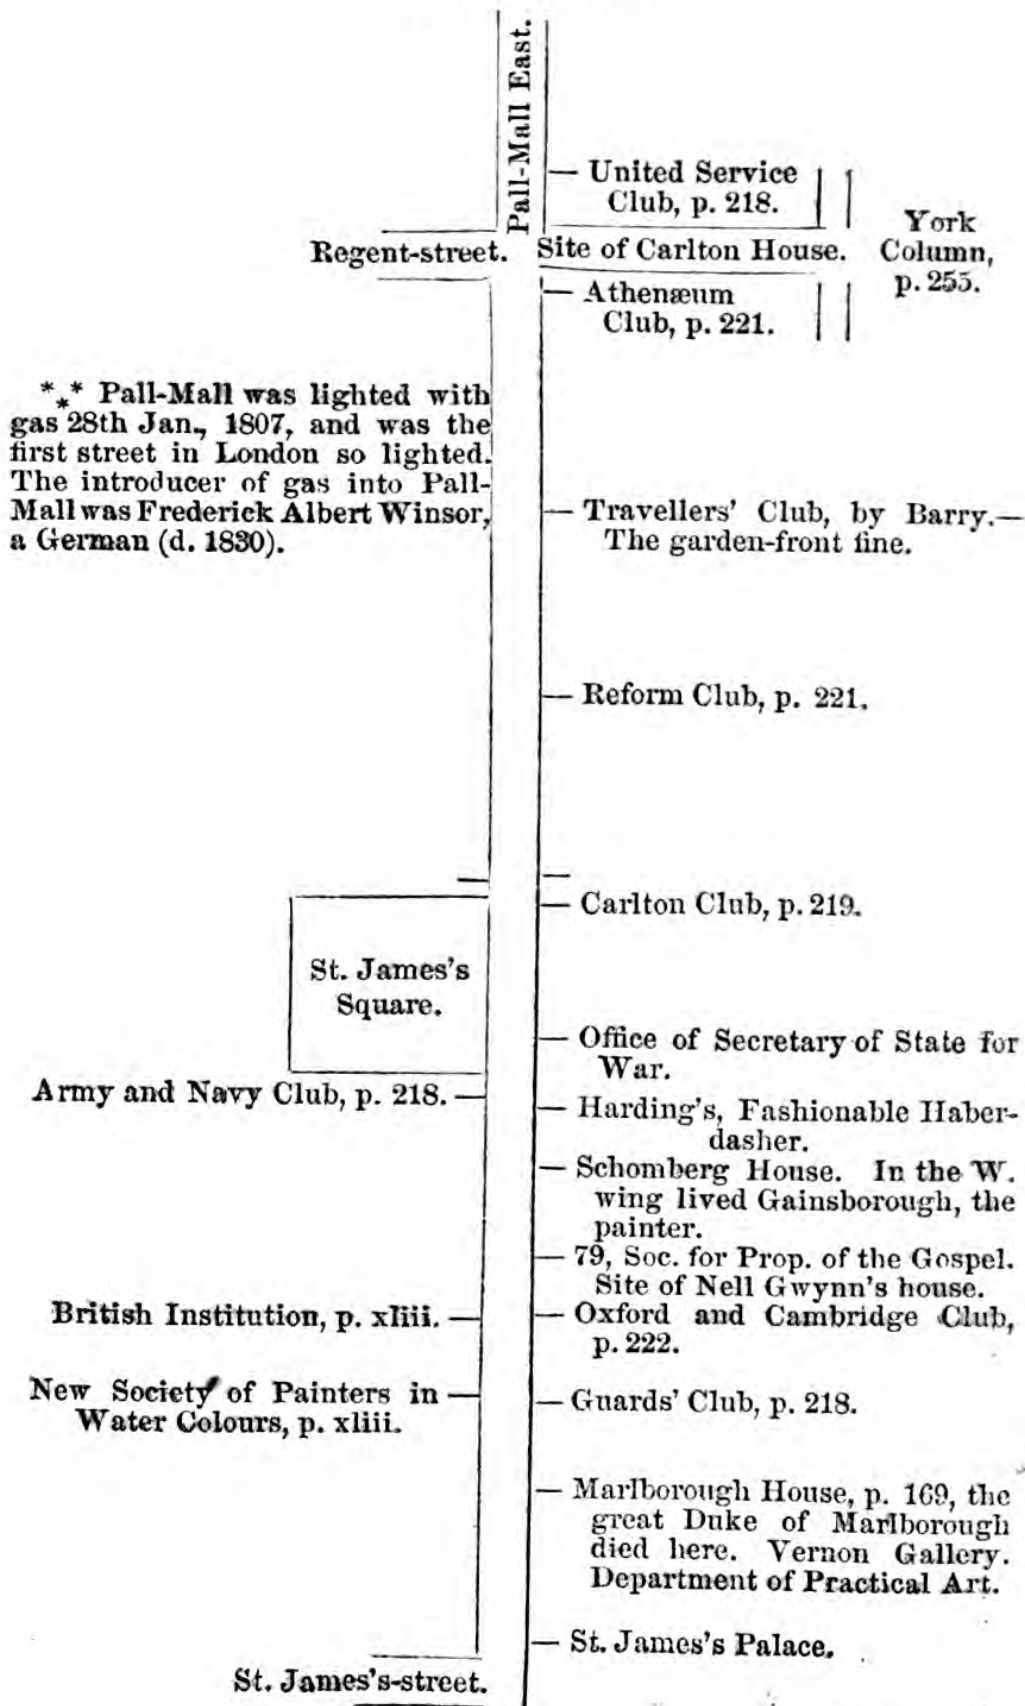 Pall-Mall East.
— United Service
Club, p. 218.
York
Column,
p. 255.
Regent-street.
Site of Carlton House.
— Athenæum
Club, p. 221.
*** Pall-Mall was lighted with
gas 28th Jan., 1807, and was the
first street in London so lighted.
The introducer of gas into Pall-
Mall was Frederick Albert Winsor,
a German (d. 1830).
— Travellers' Club, by Barry.—
The garden-front fine.
— Reform Club, p. 221.
— Carlton Club, p. 219.
St. James's
Square.
— Office of Secretary of State for
War.
Army and Navy Club, p. 218. —
— Harding's, Fashionable Haber-
dasher.
— Schomberg House. In the W.
wing lived Gainsborough, the
painter.
— 79, Soc. for Prop. of the Gospel.
Site of Nell Gwynn's house.
British Institution, p. xliii. —
— Oxford and Cambridge Club,
p. 222.
New Society of Painters in —
Water Colours, p. xliii.
— Guards' Club, p. 218.
— Marlborough House, p. 169, the
great Duke of Marlborough
died here. Vernon Gallery.
Department of Practical Art.
— St. James's Palace.
St. James's-street.